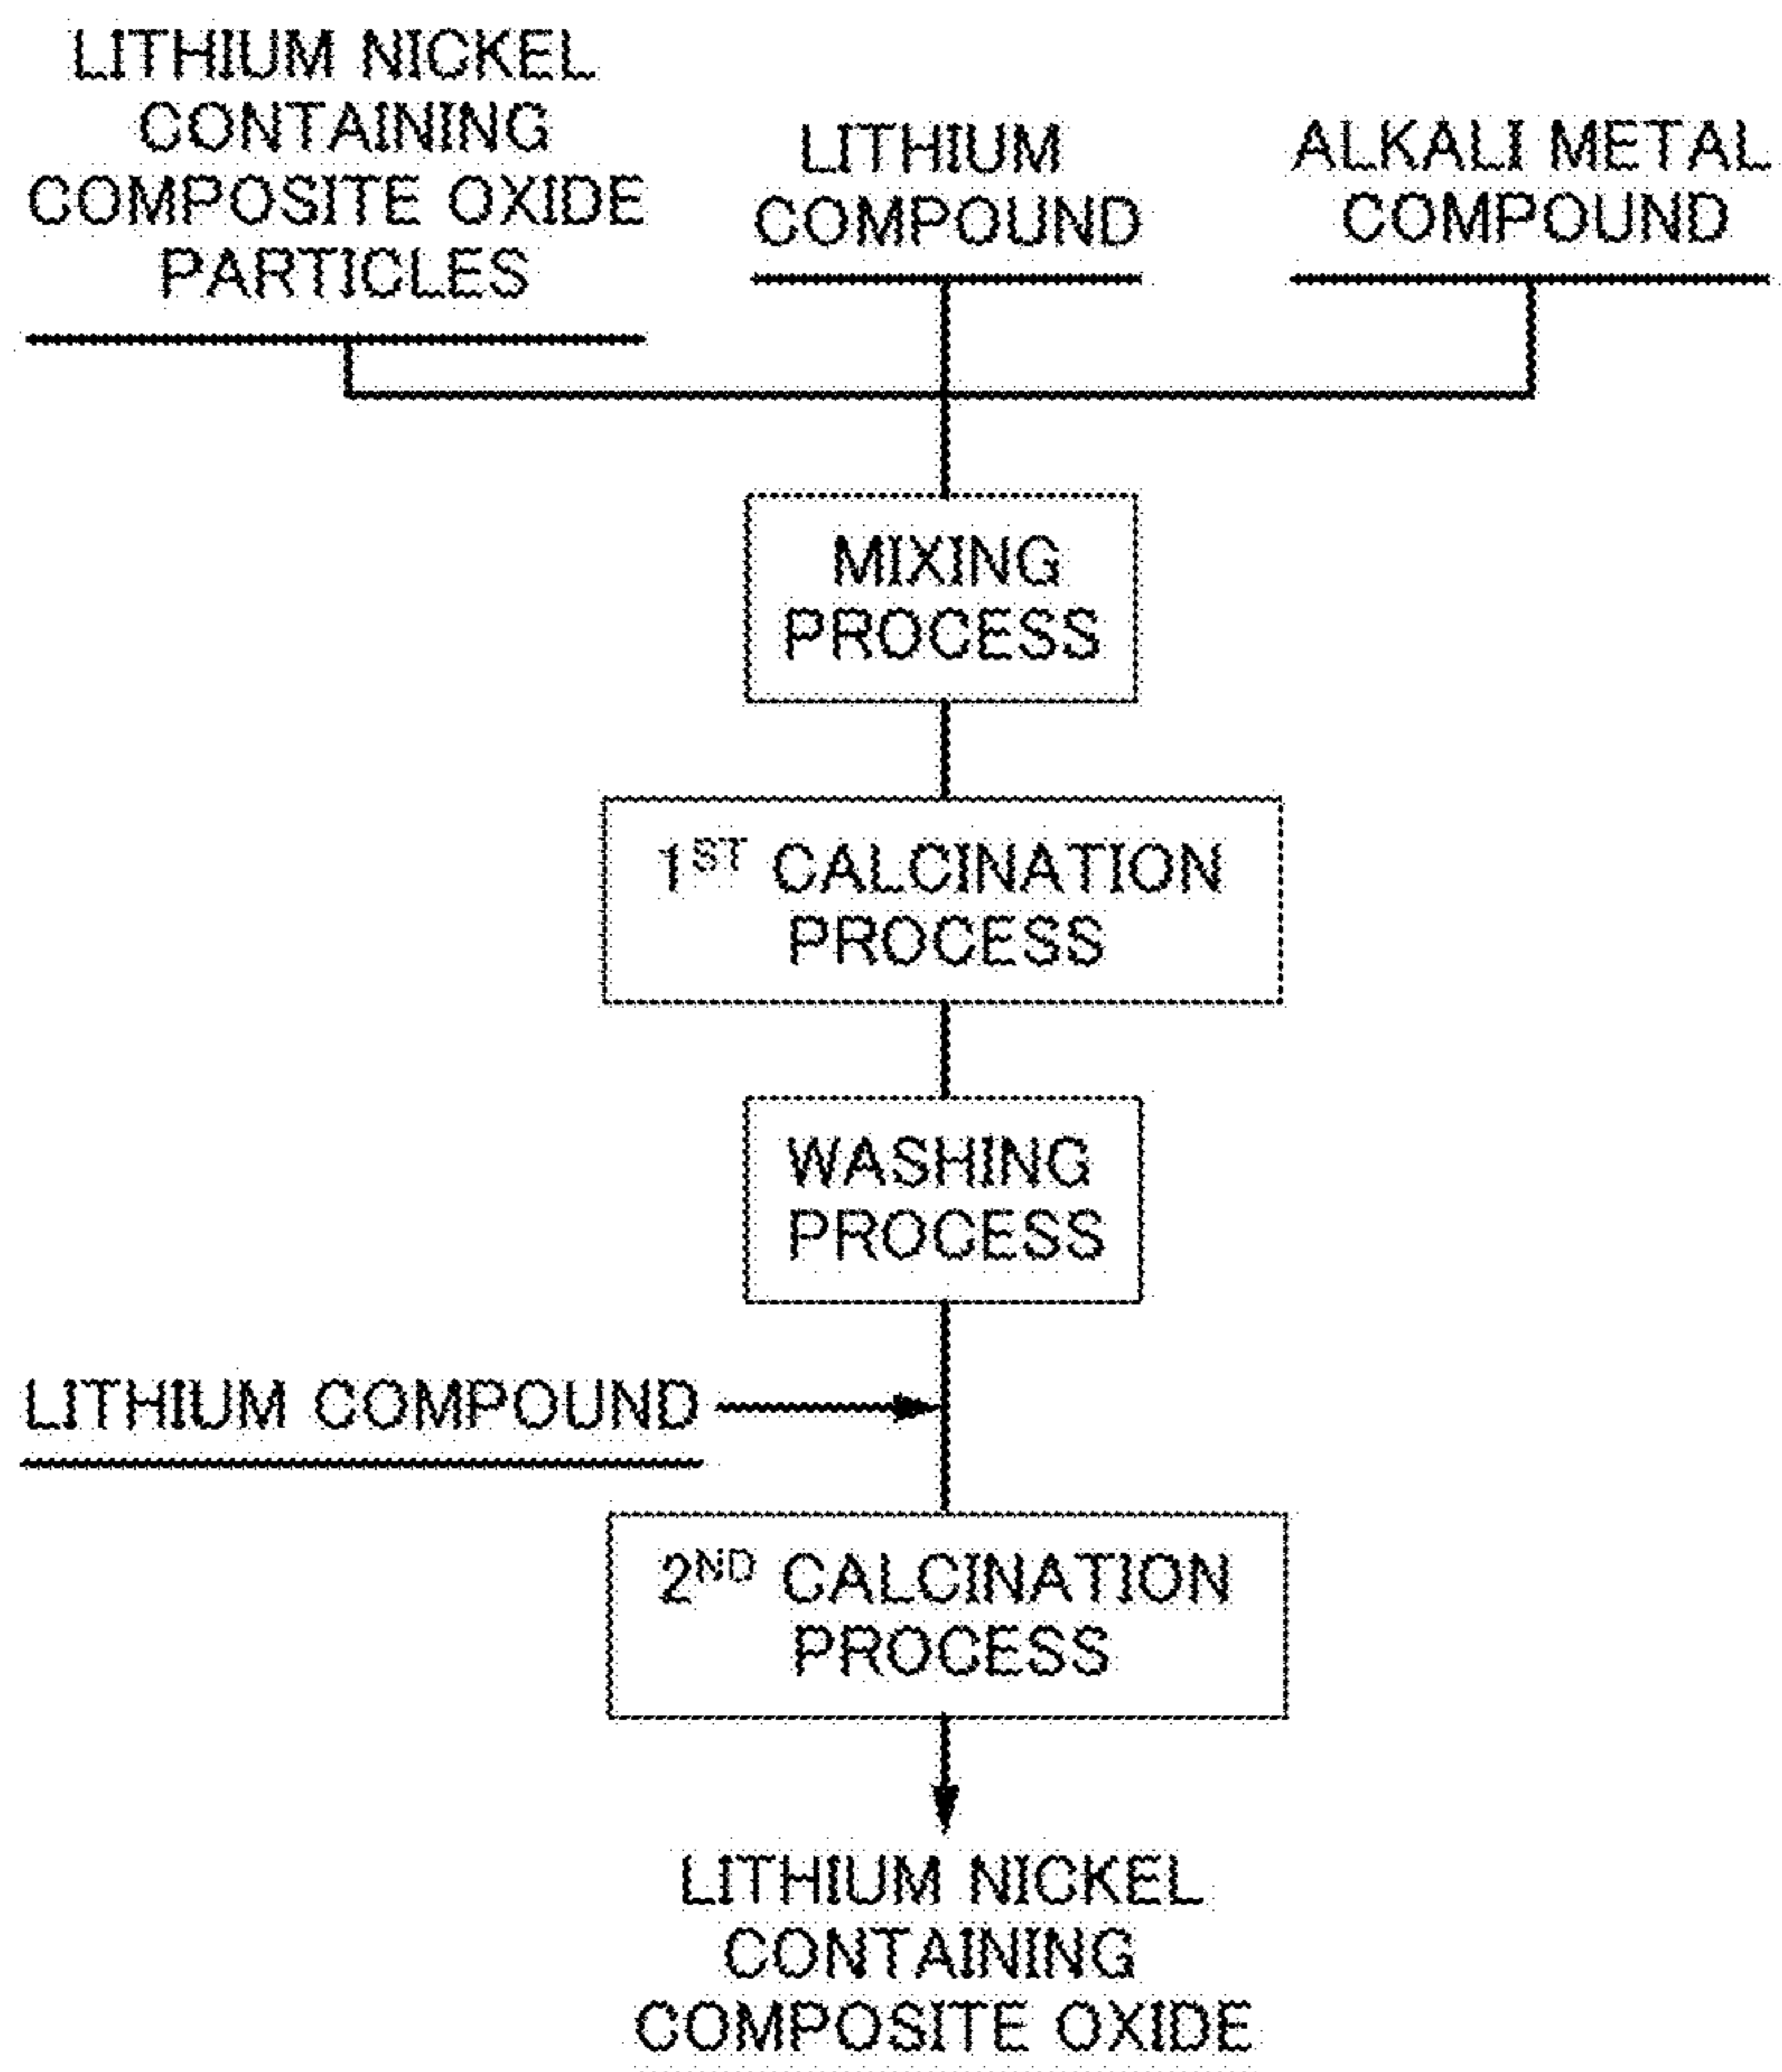 LITHIUM NICKEL
CONTAINING
COMPOSITE OXIDE
PARTICLES
LITHIUM
COMPOUND
ALKALI METAL
COMPOUND
MIXING
PROCESS
1ST CALCINATION
PROCESS
WASHING
PROCESS
LITHIUM COMPOUND
2ND CALCINATION
PROCESS
LITHIUM NICKEL
CONTAINING
COMPOSITE OXIDE